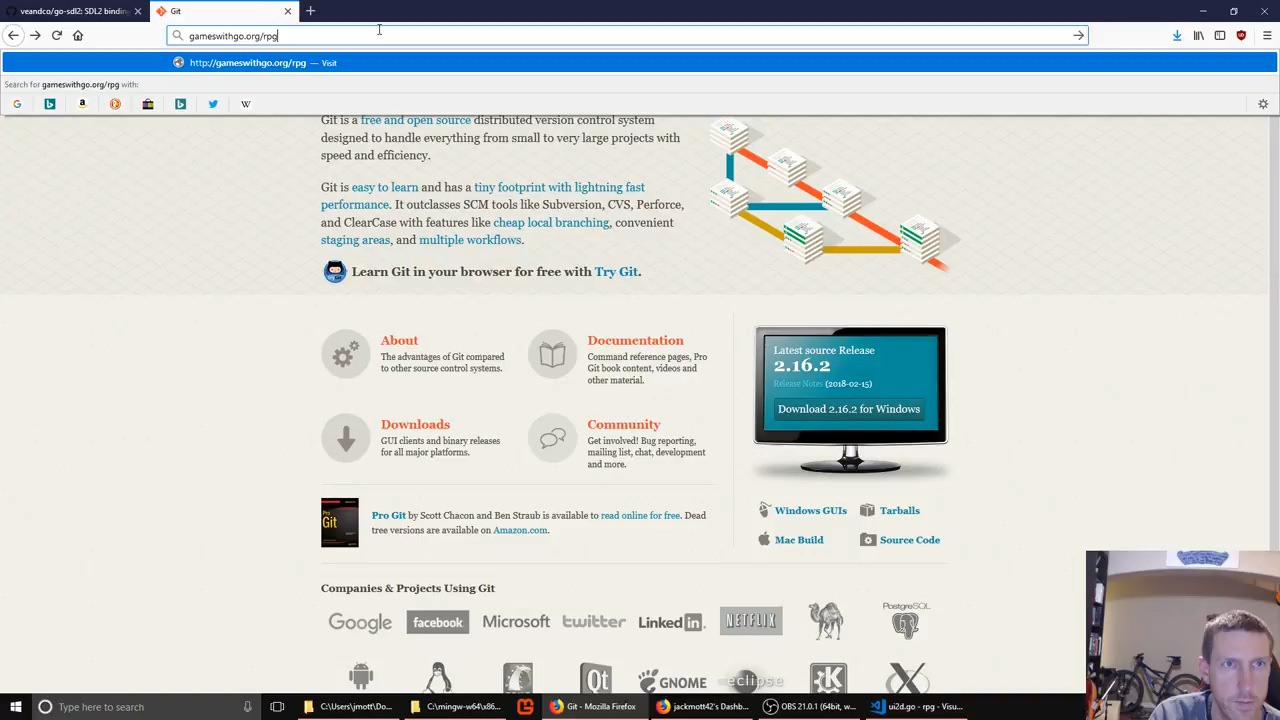 veandco/go-sdl2: SDL2 binding
Git
gameswithgo.org/rpg
http://gameswithgo.org/rpg — Visit
Search for gameswithgo.org/rpg with:
Git is a free and open source distributed version control system
designed to handle everything from small to very large projects with
speed and efficiency.
Git is easy to learn and has a tiny footprint with lightning fast
performance. It outclasses SCM tools like Subversion, CVS, Perforce,
and ClearCase with features like cheap local branching, convenient
staging areas, and multiple workflows.
Learn Git in your browser for free with Try Git.
About
The advantages of Git compared
to other source control systems.
Documentation
Command reference pages, Pro
Git book content, videos and
other material.
Downloads
GUI clients and binary releases
for all major platforms.
Community
Get involved! Bug reporting,
mailing list, chat, development
and more.
Latest source Release
2.16.2
Release Notes (2018-02-15)
Download 2.16.2 for Windows
Pro
Git
Pro Git by Scott Chacon and Ben Straub is available to read online for free. Dead
tree versions are available on Amazon.com.
Windows GUIs
Tarballs
Mac Build
Source Code
Companies & Projects Using Git
Google
facebook
Microsoft
twitter
Linked in
NETFLIX
PostgreSQL
Qt
GNOME
eclipse
Type here to search
C:\Users\jmott\Do...
C:\mingw-w64\x86...
Git - Mozilla Firefox
jackmott42's Dashb...
OBS 21.0.1 (64bit, w...
ui2d.go - rpg - Visu...